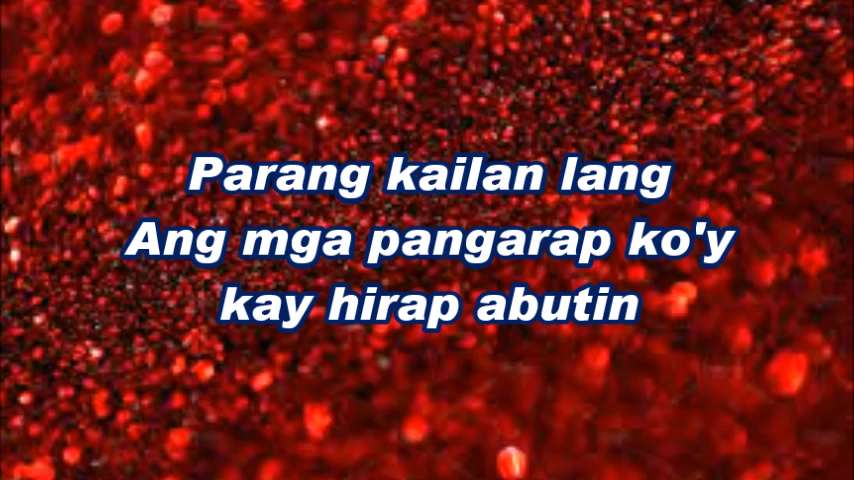 Parang kailan lang
Ang mga pangarap ko'y
kay hirap abutin